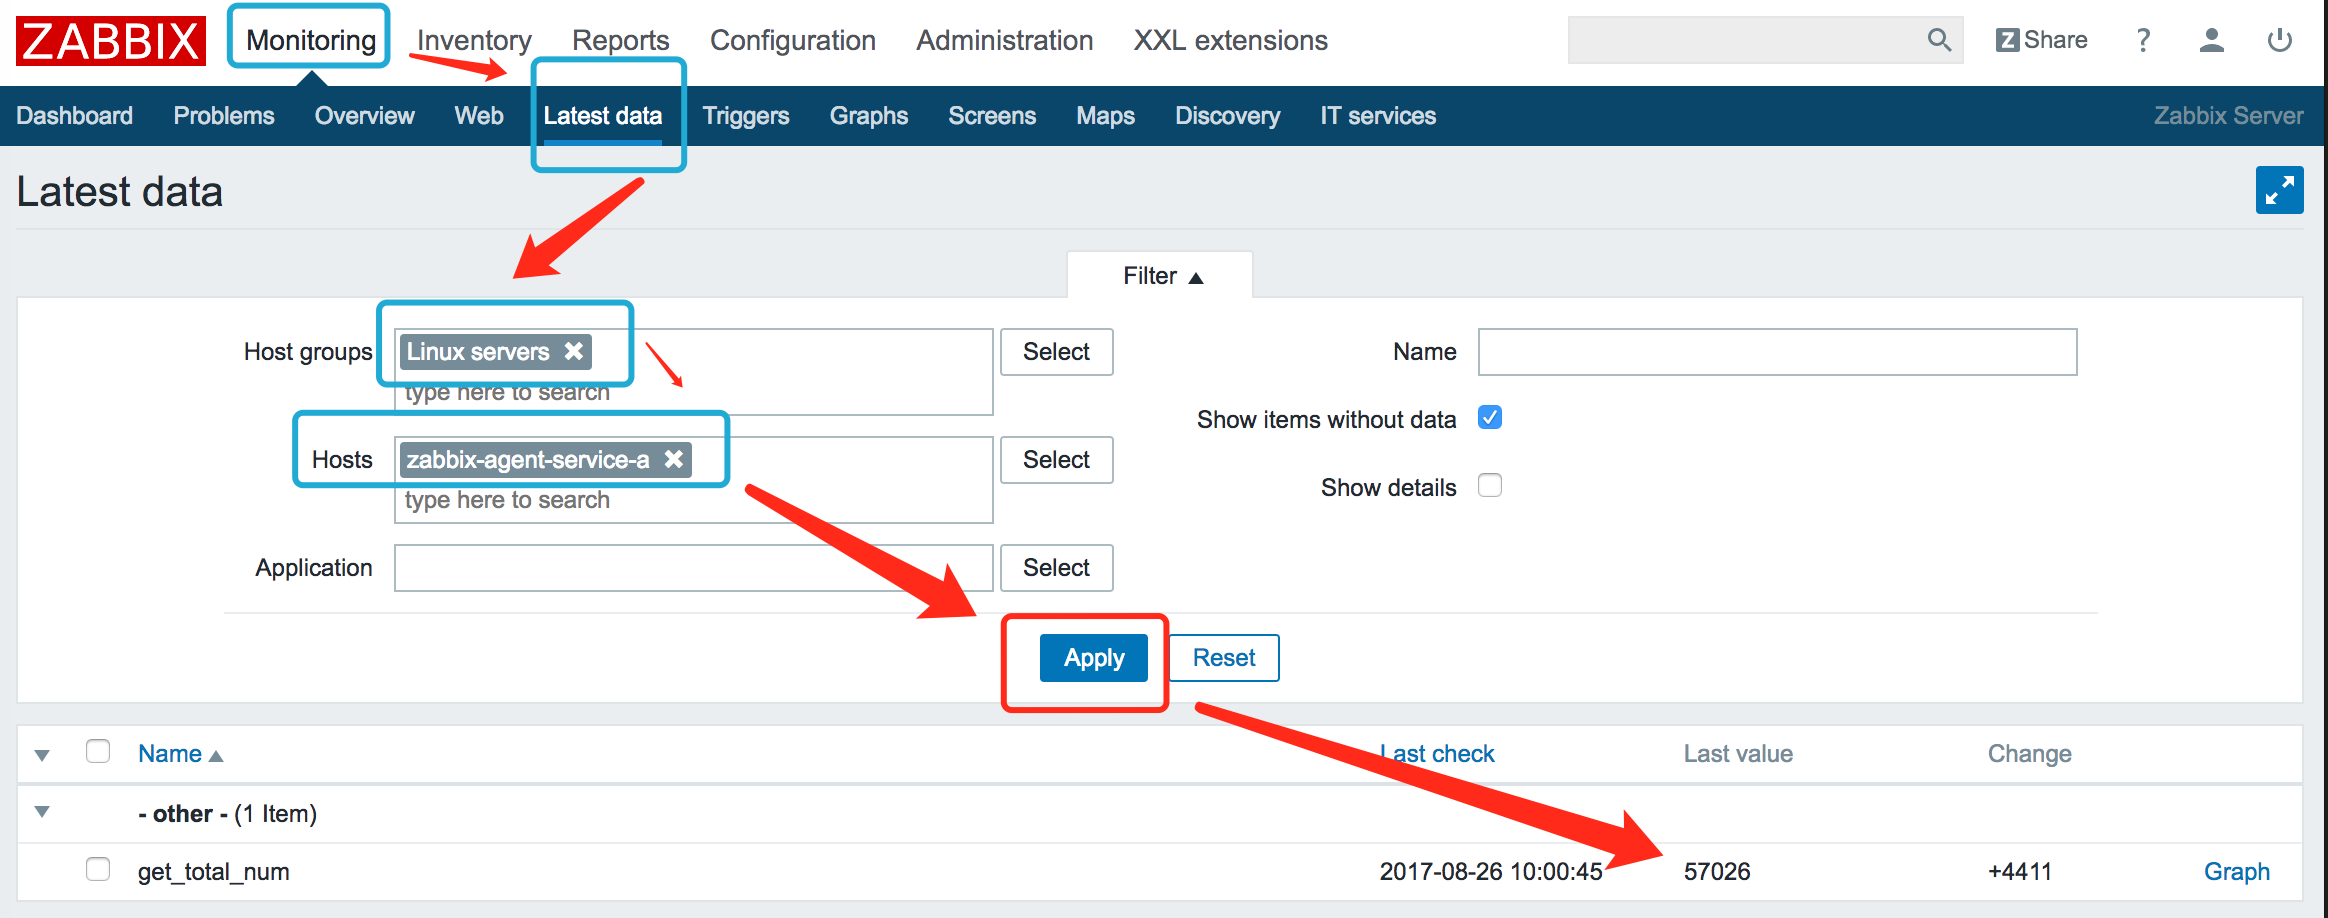 ZABBIX Monitoring Inventory Reports Configuration Administration XXL extensions Z Share ?
Dashboard Problems Overview Web Latest data Triggers Graphs Screens Maps Discovery IT services Zabbix Server
Latest data
Filter ▲
Host groups Linux servers ✖ Select Name
type here to search
Show items without data
Hosts zabbix-agent-service-a ✖ Select
Show details
type here to search
Application Select
Apply Reset
▼ Name ▲ Last check Last value Change
▼ - other - (1 Item)
get_total_num 2017-08-26 10:00:45 57026 +4411 Graph